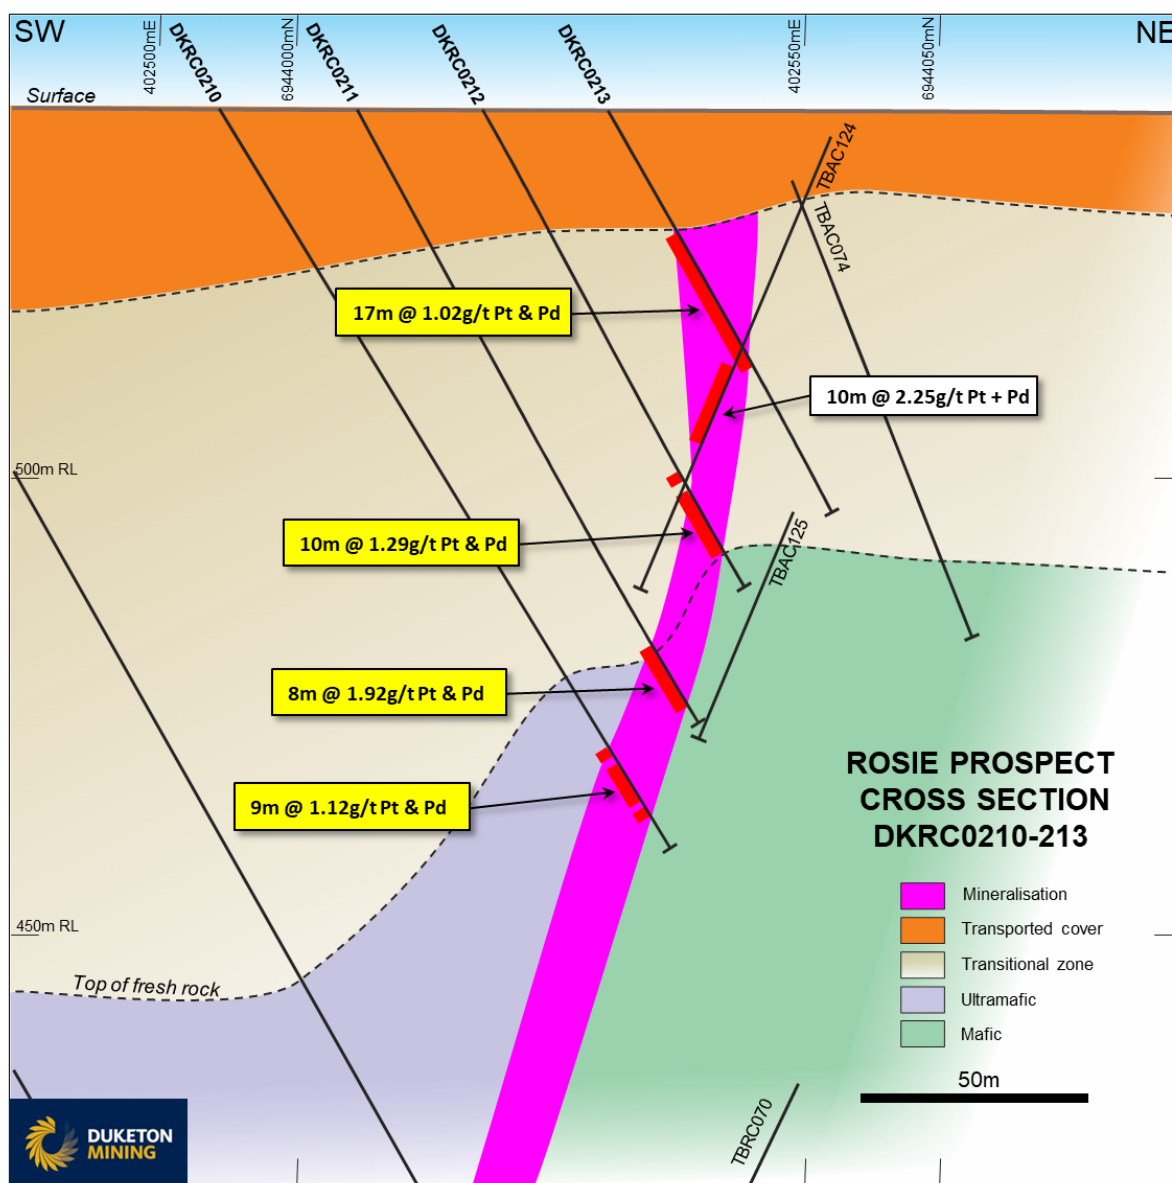 SW
NE
402500mE
6944000mN
402550mE
6944050mN
DKRC0210
DKRC0211
DKRC0212
DKRC0213
Surface
TBAC124
TBAC074
17m @ 1.02g/t Pt & Pd
10m @ 2.25g/t Pt + Pd
500m RL
10m @ 1.29g/t Pt & Pd
TBAC125
8m @ 1.92g/t Pt & Pd
9m @ 1.12g/t Pt & Pd
ROSIE PROSPECT
CROSS SECTION
DKRC0210-213
Mineralisation
Transported cover
Transitional zone
Ultramafic
Mafic
450m RL
Top of fresh rock
50m
TBRC070
DUKETON
MINING